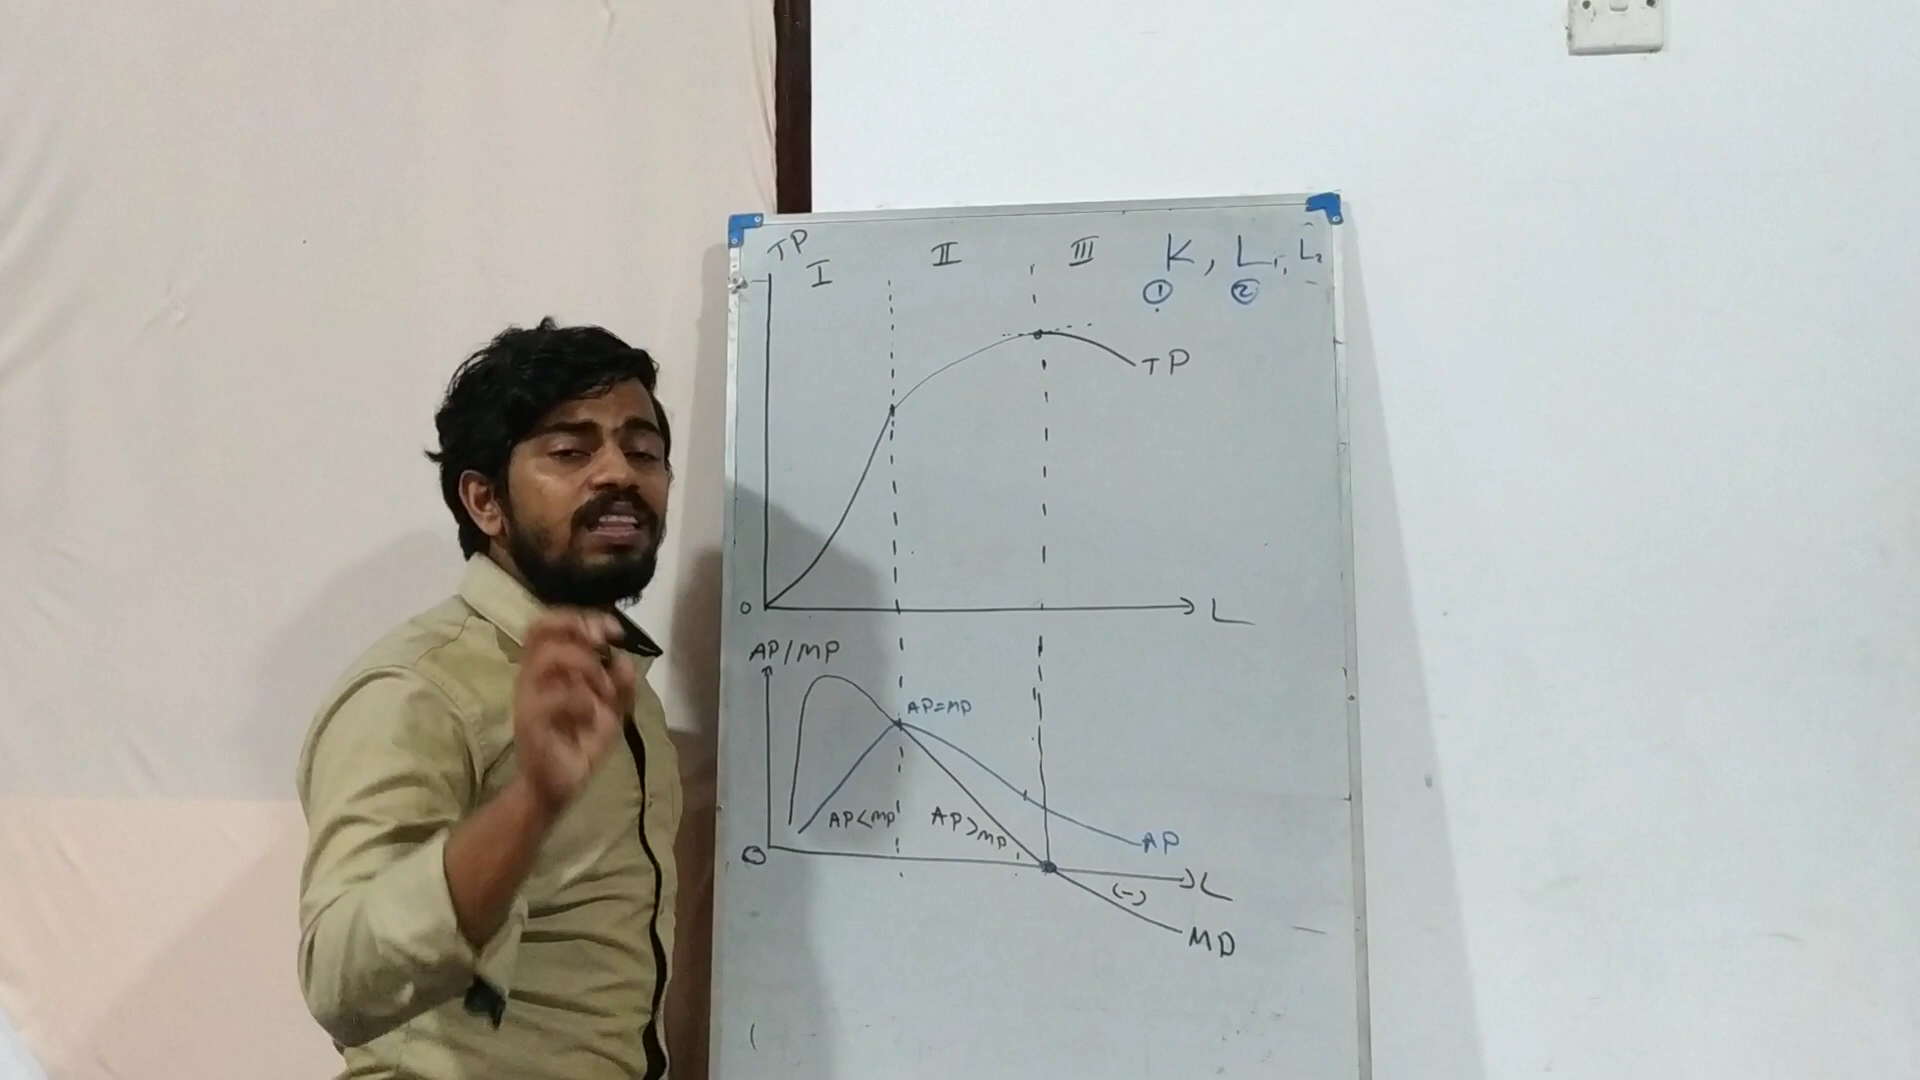 TP
I II III K, L₁, L₂
① ②
TP
0 L
AP/MP
AP=MP
AP<MP AP>MP AP
0 L
(-)
MP